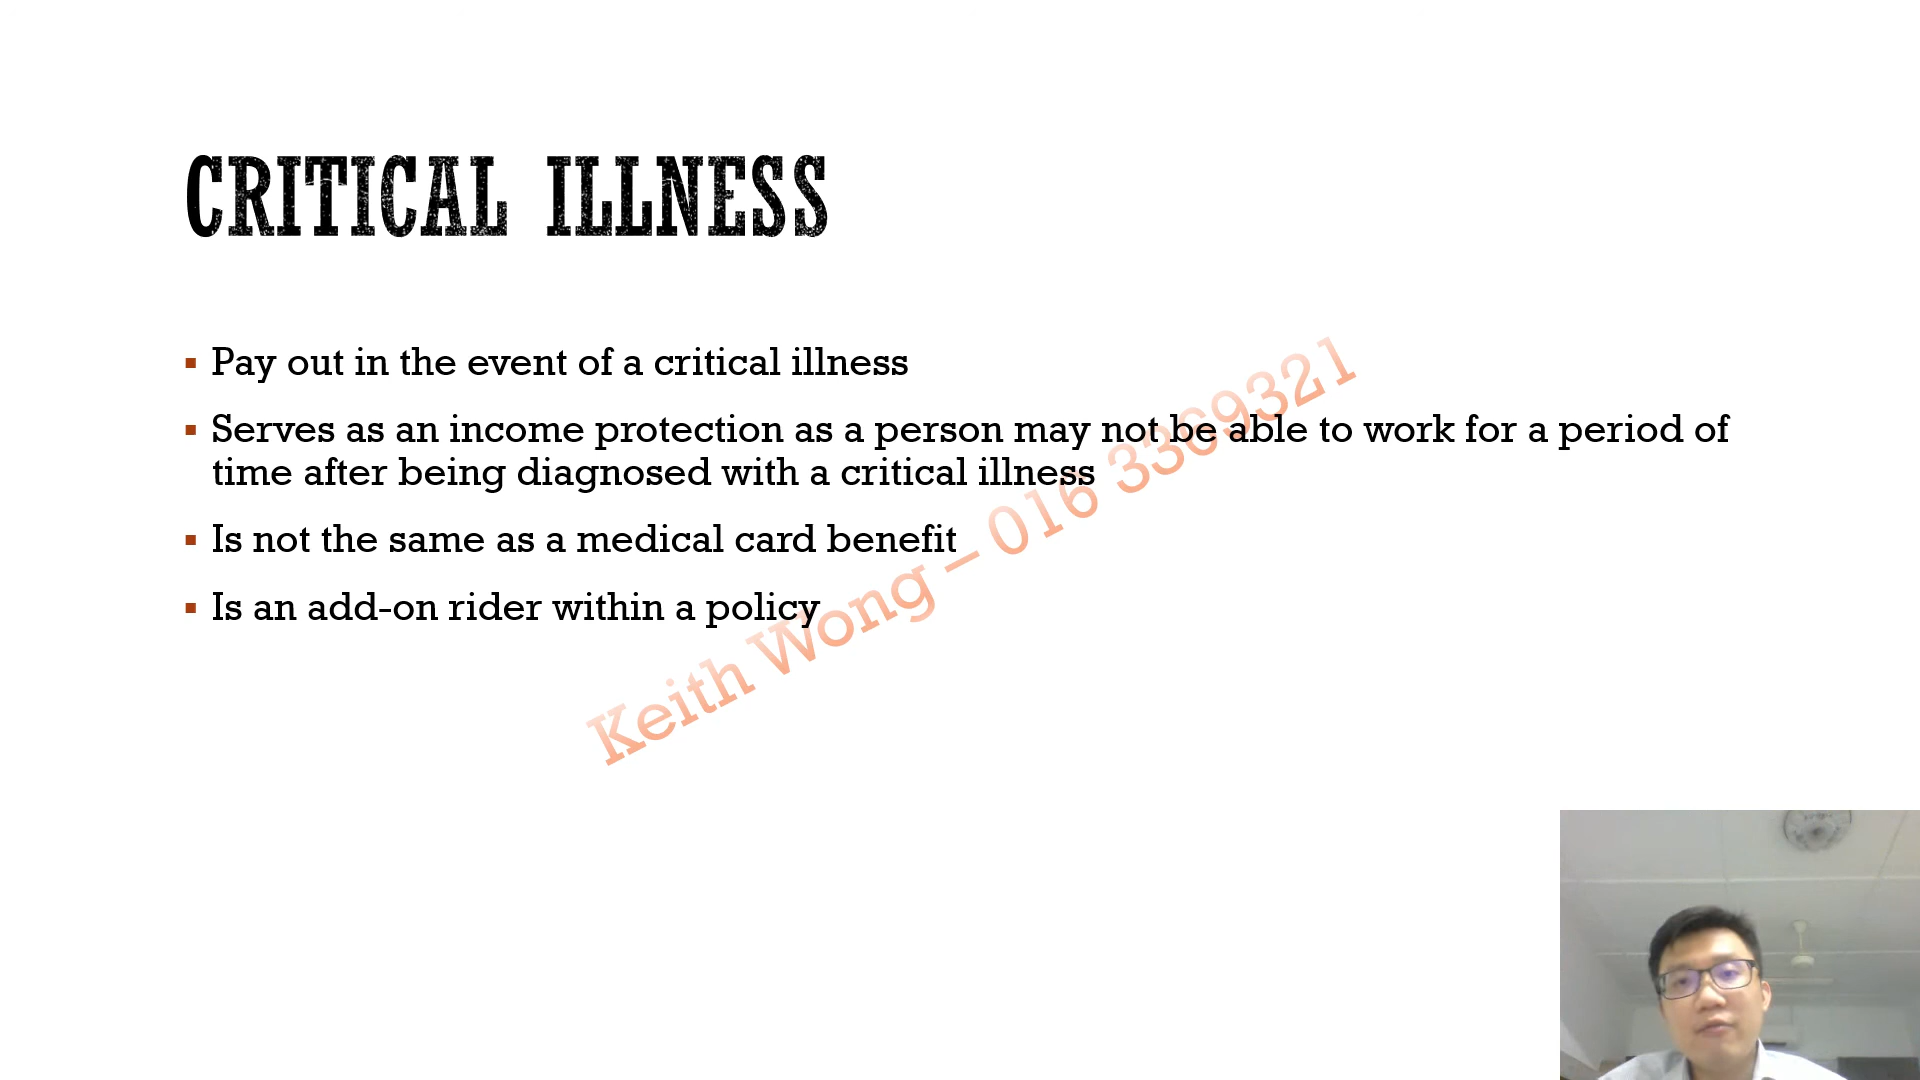 CRITICAL ILLNESS
▪ Pay out in the event of a critical illness
▪ Serves as an income protection as a person may not be able to work for a period of
time after being diagnosed with a critical illness
▪ Is not the same as a medical card benefit
▪ Is an add-on rider within a policy
Keith Wong – 016 3369321